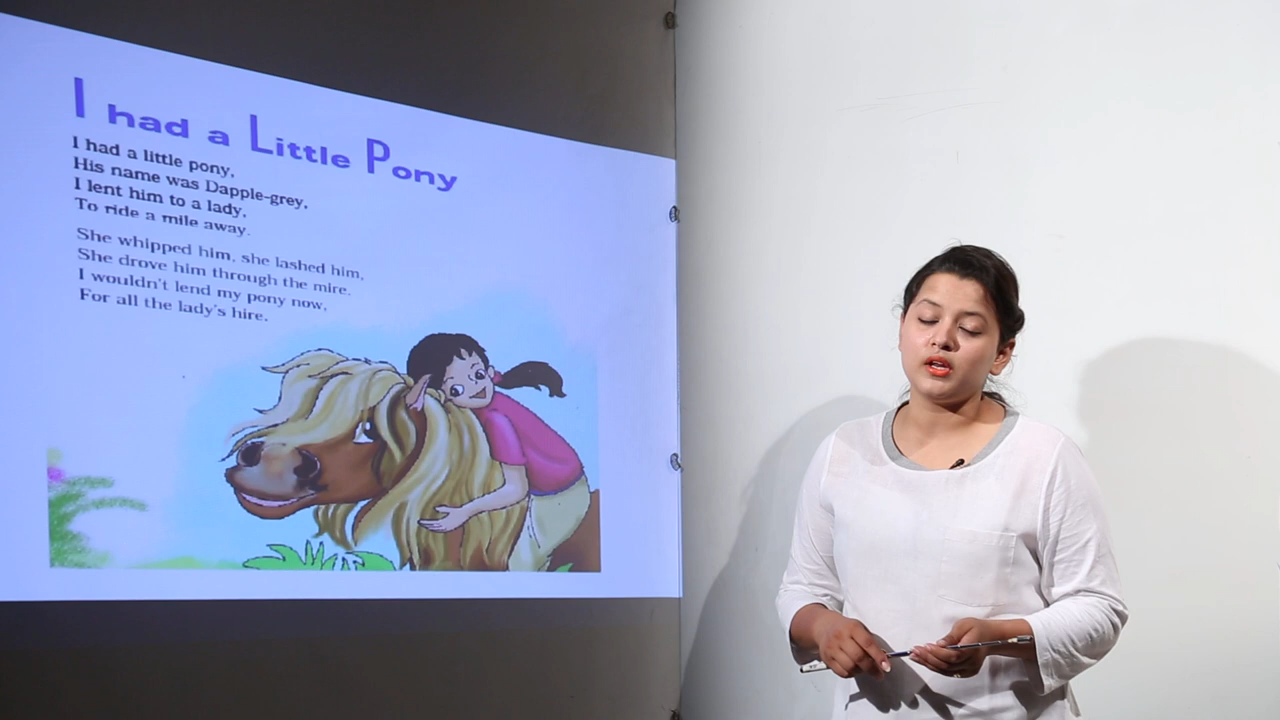 I had a Little Pony
I had a little pony,
His name was Dapple-grey,
I lent him to a lady,
To ride a mile away.
She whipped him, she lashed him,
She drove him through the mire.
I wouldn't lend my pony now,
For all the lady's hire.